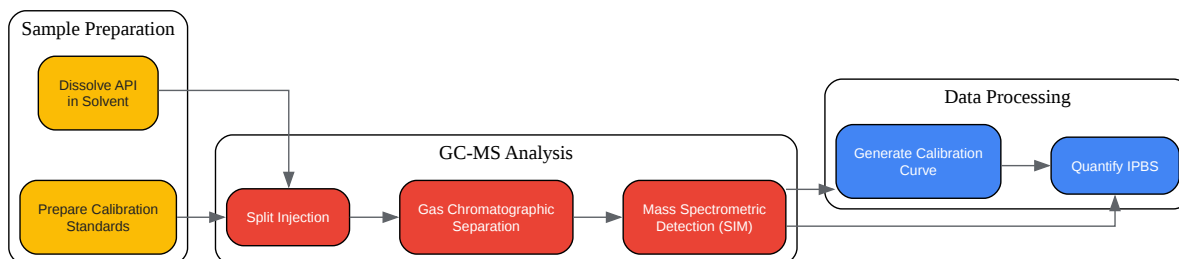 Sample Preparation
Dissolve API
in Solvent
Prepare Calibration
Standards
GC-MS Analysis
Split Injection
Gas Chromatographic
Separation
Mass Spectrometric
Detection (SIM)
Data Processing
Generate Calibration
Curve
Quantify IPBS